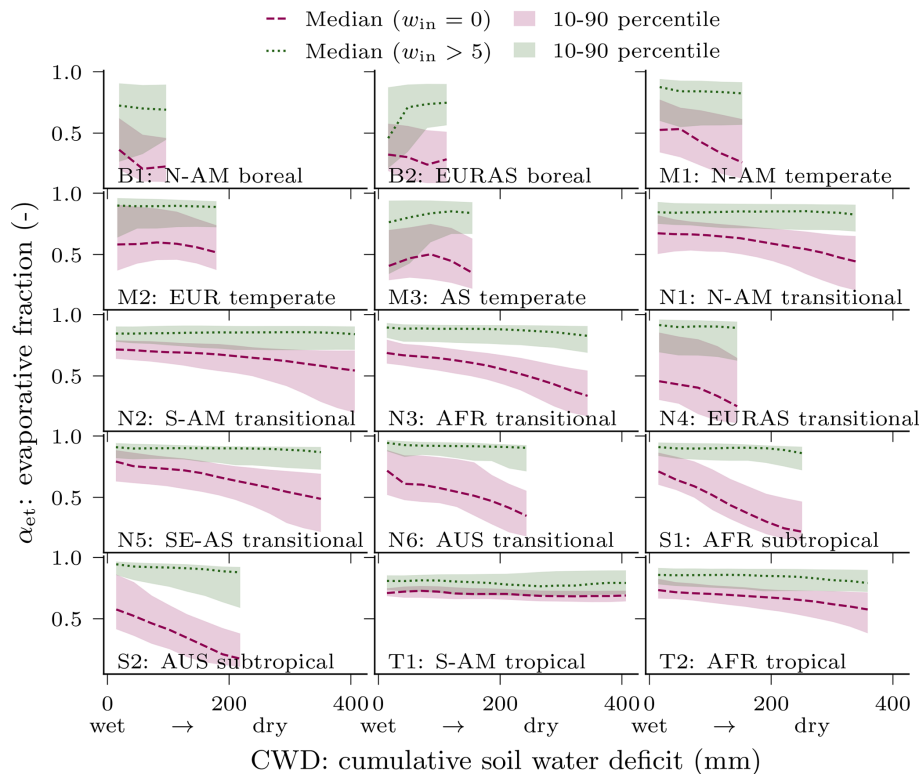 Median (w_in = 0) 10-90 percentile
Median (w_in > 5) 10-90 percentile
α_et: evaporative fraction (-)
1.0
0.5
B1: N-AM boreal
B2: EURAS boreal
M1: N-AM temperate
1.0
0.5
M2: EUR temperate
M3: AS temperate
N1: N-AM transitional
1.0
0.5
N2: S-AM transitional
N3: AFR transitional
N4: EURAS transitional
1.0
0.5
N5: SE-AS transitional
N6: AUS transitional
S1: AFR subtropical
1.0
0.5
S2: AUS subtropical
T1: S-AM tropical
T2: AFR tropical
0 200 400 0 200 400 0 200 400
wet → dry wet → dry wet → dry
CWD: cumulative soil water deficit (mm)